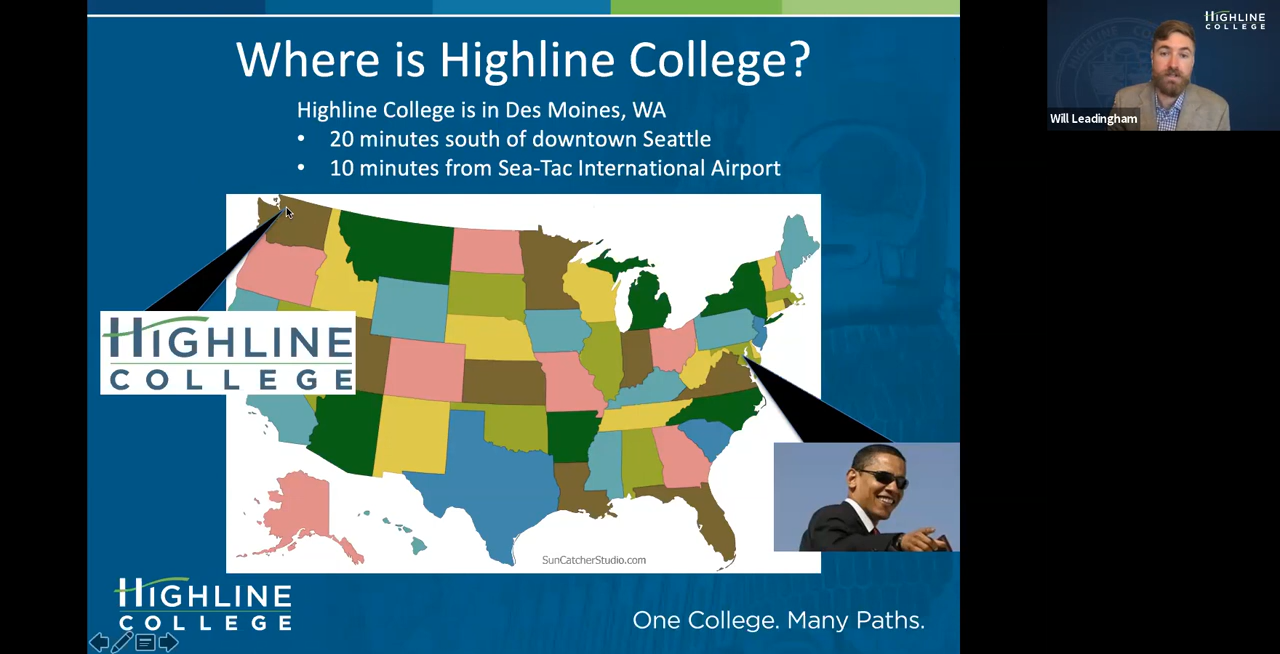 Where is Highline College?
Highline College is in Des Moines, WA
• 20 minutes south of downtown Seattle
• 10 minutes from Sea-Tac International Airport
HIGHLINE
COLLEGE
SunCatcherStudio.com
HIGHLINE
COLLEGE
One College. Many Paths.
HIGHLINE
COLLEGE
Will Leadingham